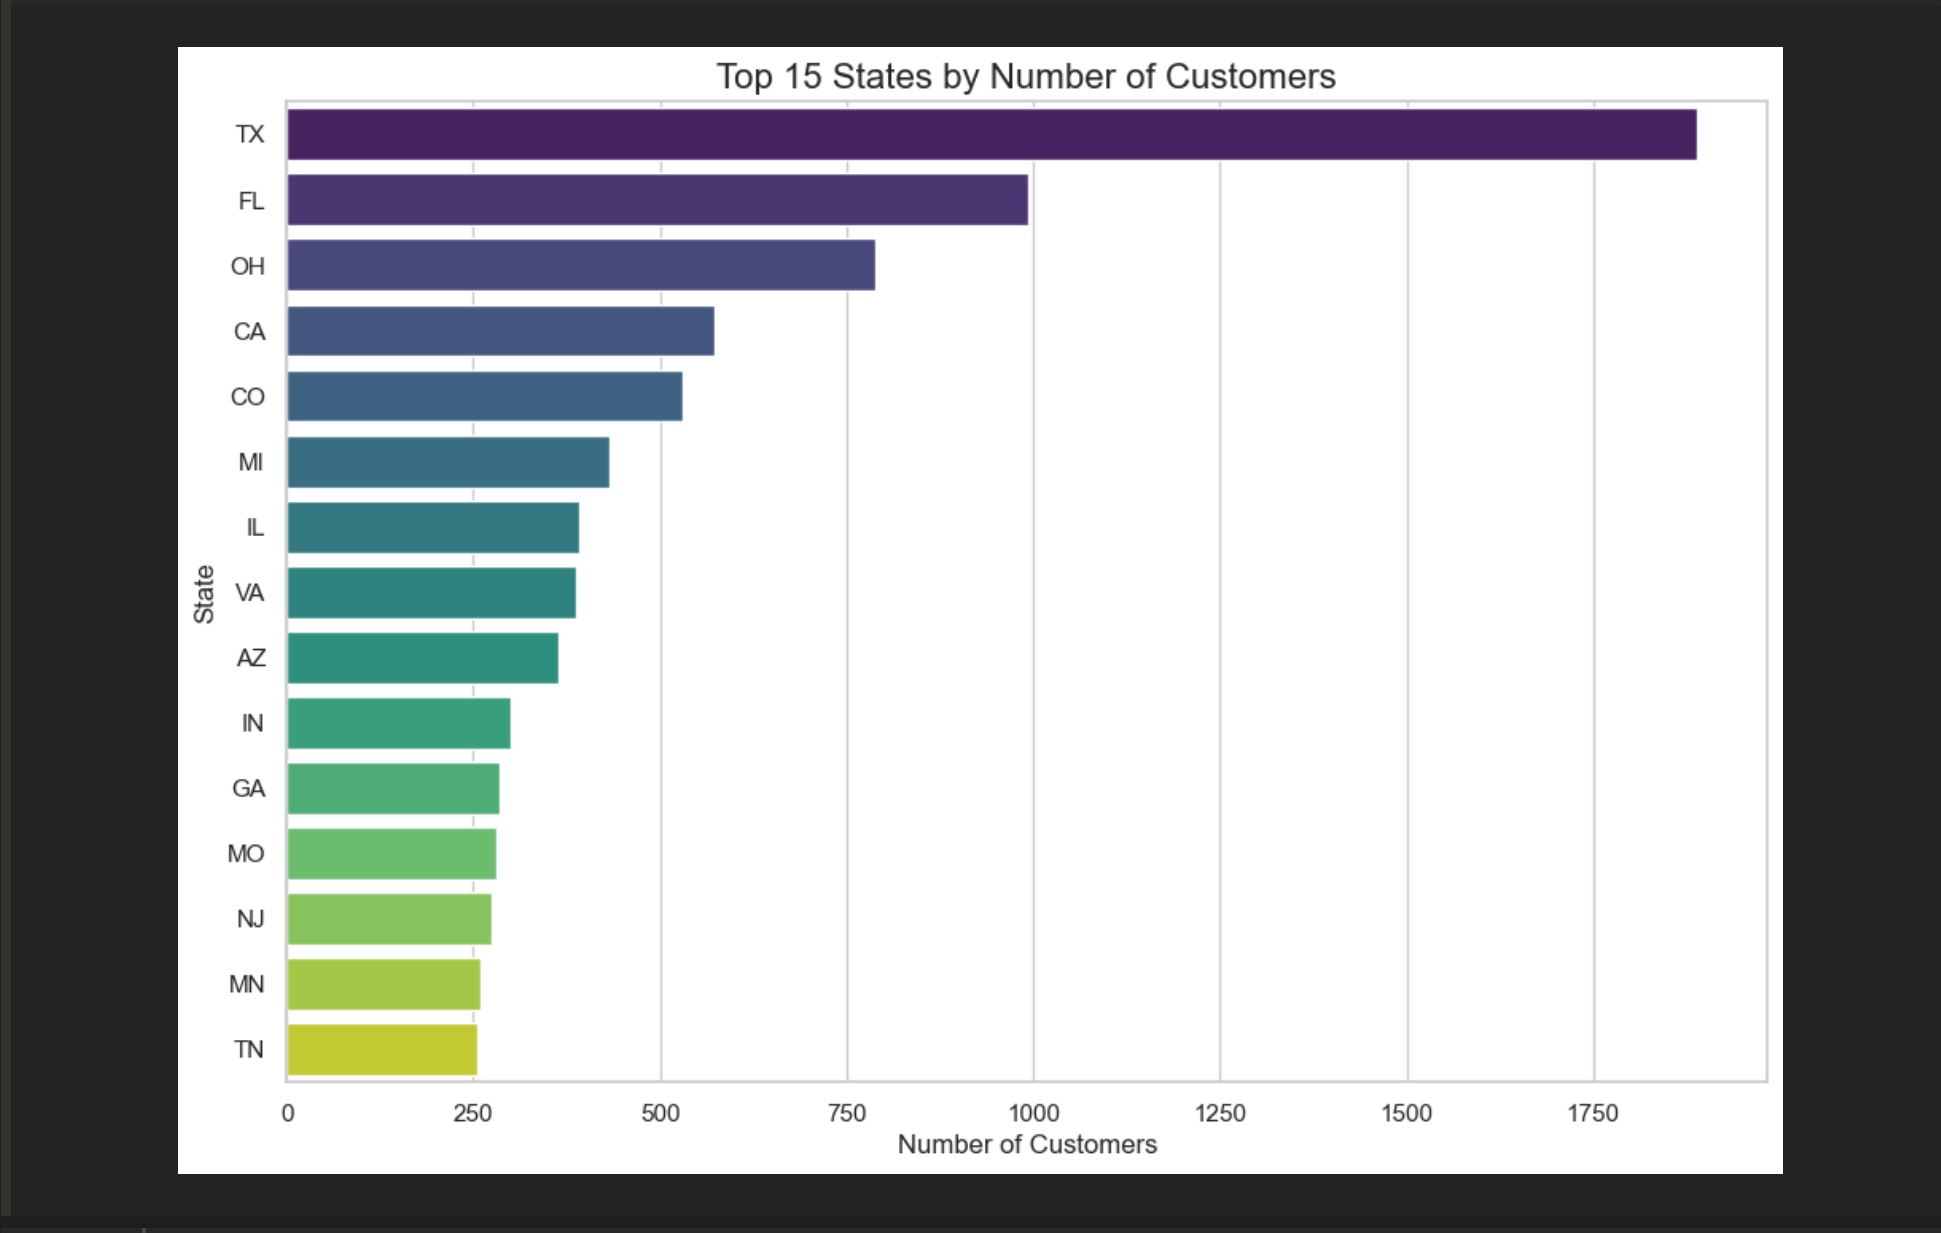 Top 15 States by Number of Customers
TX
FL
OH
CA
CO
MI
IL
VA
AZ
IN
GA
MO
NJ
MN
TN
State
0 250 500 750 1000 1250 1500 1750
Number of Customers